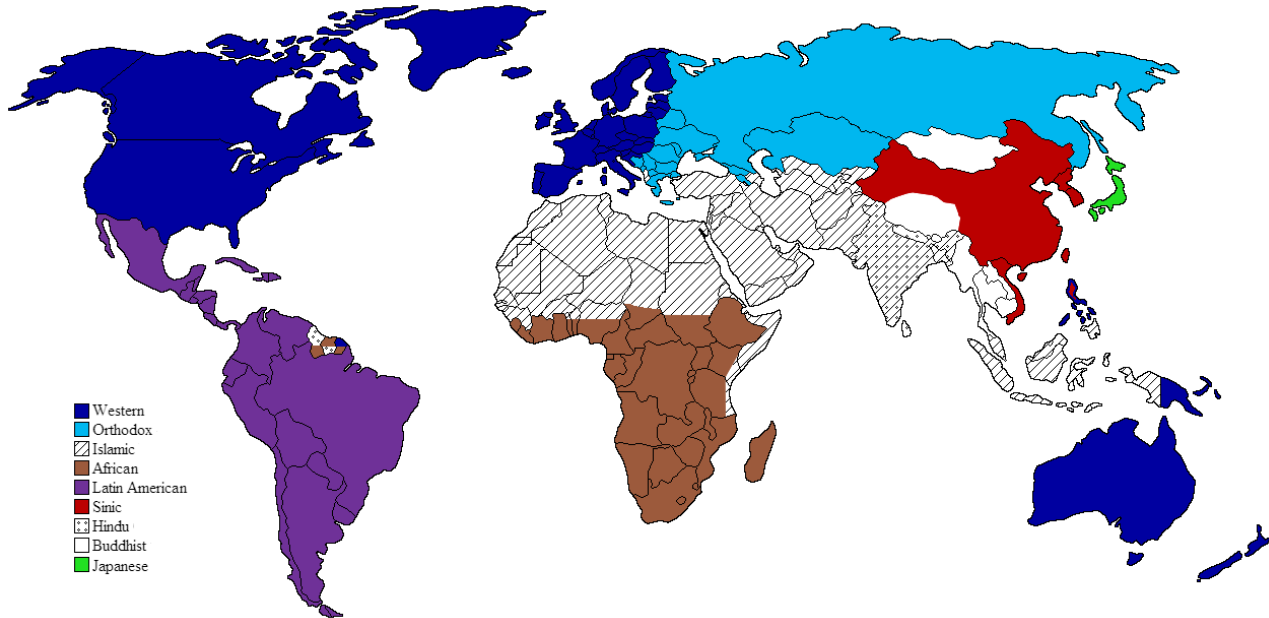 Western
Orthodox
Islamic
African
Latin American
Sinic
Hindu
Buddhist
Japanese